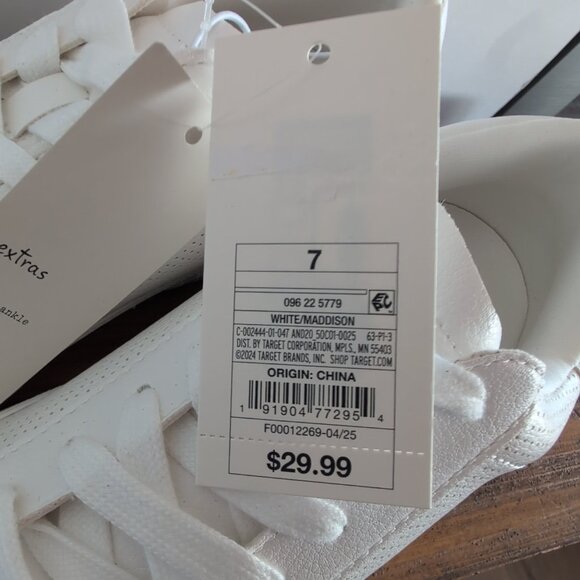 extras
ankle
7
096 22 5779
WHITE/MADDISON
C-002444-01-047 AND20 50C01-0025 63-P1-3
DIST. BY TARGET CORPORATION, MPLS., MN 55403
©2024 TARGET BRANDS, INC. SHOP TARGET.COM
ORIGIN: CHINA
1 91904 77295 4
F00012269-04/25
$29.99